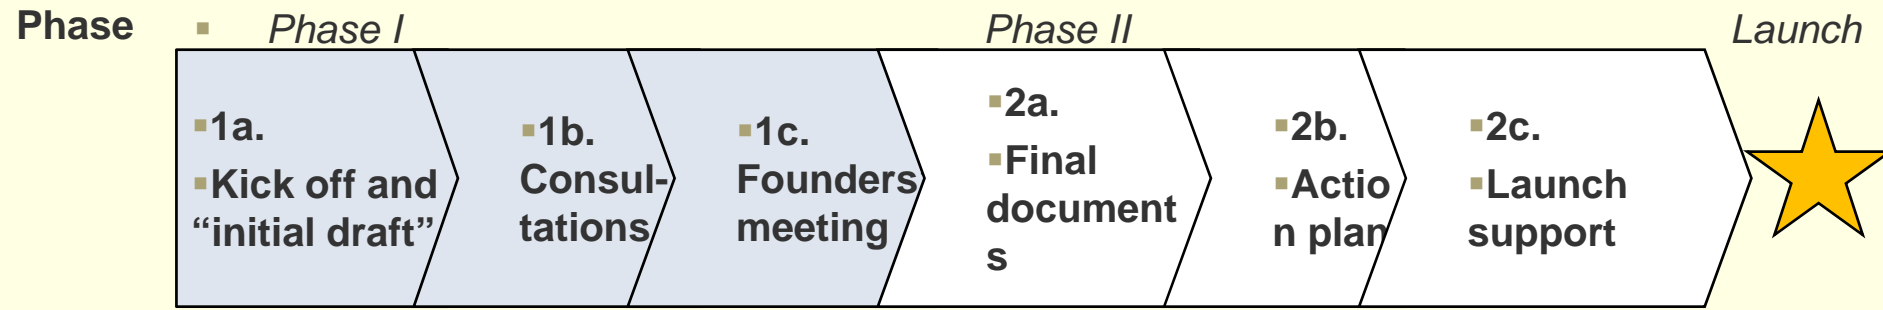 Phase
▪ Phase I
Phase II
Launch
▪1a.
▪Kick off and
“initial draft”
▪1b.
Consul-
tations
▪1c.
Founders
meeting
▪2a.
▪Final
document
s
▪2b.
▪Actio
n plan
▪2c.
▪Launch
support